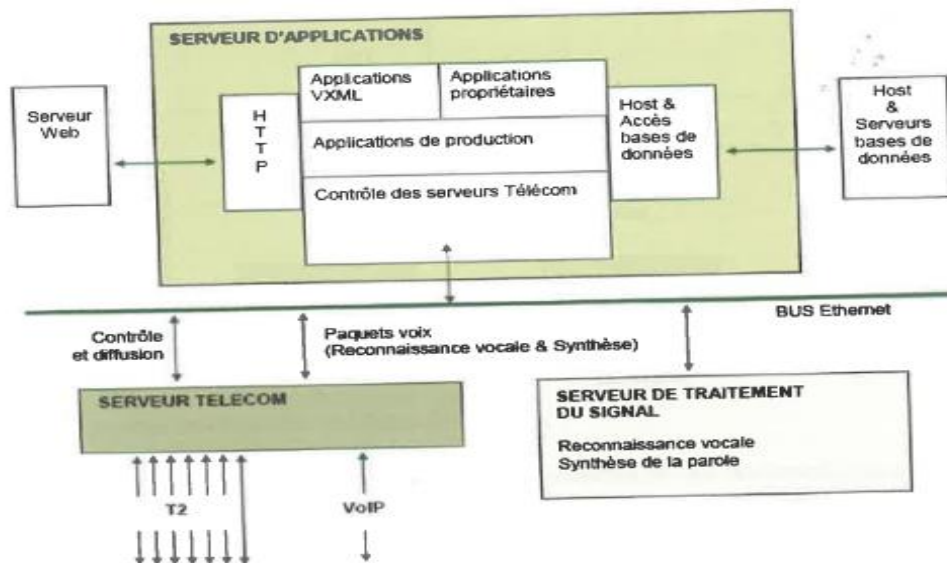 SERVEUR D'APPLICATIONS
Serveur
Web
H
T
T
P
Applications
VXML
Applications
propriétaires
Applications de production
Contrôle des serveurs Télécom
Host &
Accès
bases de
données
Host
&
Serveurs
bases de
données
BUS Ethernet
Contrôle
et diffusion
Paquets voix
(Reconnaissance vocale & Synthèse)
SERVEUR TELECOM
T2
VoIP
SERVEUR DE TRAITEMENT
DU SIGNAL
Reconnaissance vocale
Synthèse de la parole